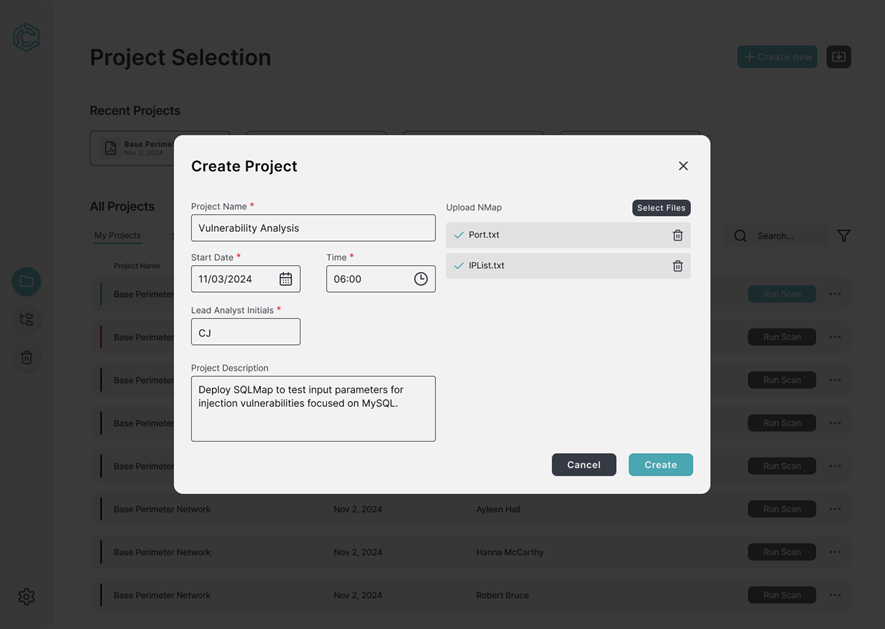 Project Selection
+ Create new
Recent Projects
Base Perime
Nov 2, 2024
All Projects
My Projects
Search...
Project Name
Create Project
Project Name *
Vulnerability Analysis
Start Date *
Time *
11/03/2024
06:00
Lead Analyst Initials *
CJ
Project Description
Deploy SQLMap to test input parameters for
injection vulnerabilities focused on MySQL.
Upload NMap
Select Files
Port.txt
IPList.txt
Cancel
Create
Base Perimeter
Run Scan
Base Perimeter
Run Scan
Base Perimeter
Run Scan
Base Perimeter
Run Scan
Base Perimeter
Run Scan
Base Perimeter Network Nov 2, 2024 Ayleen Hall Run Scan
Base Perimeter Network Nov 2, 2024 Hanna McCarthy Run Scan
Base Perimeter Network Nov 2, 2024 Robert Bruce Run Scan